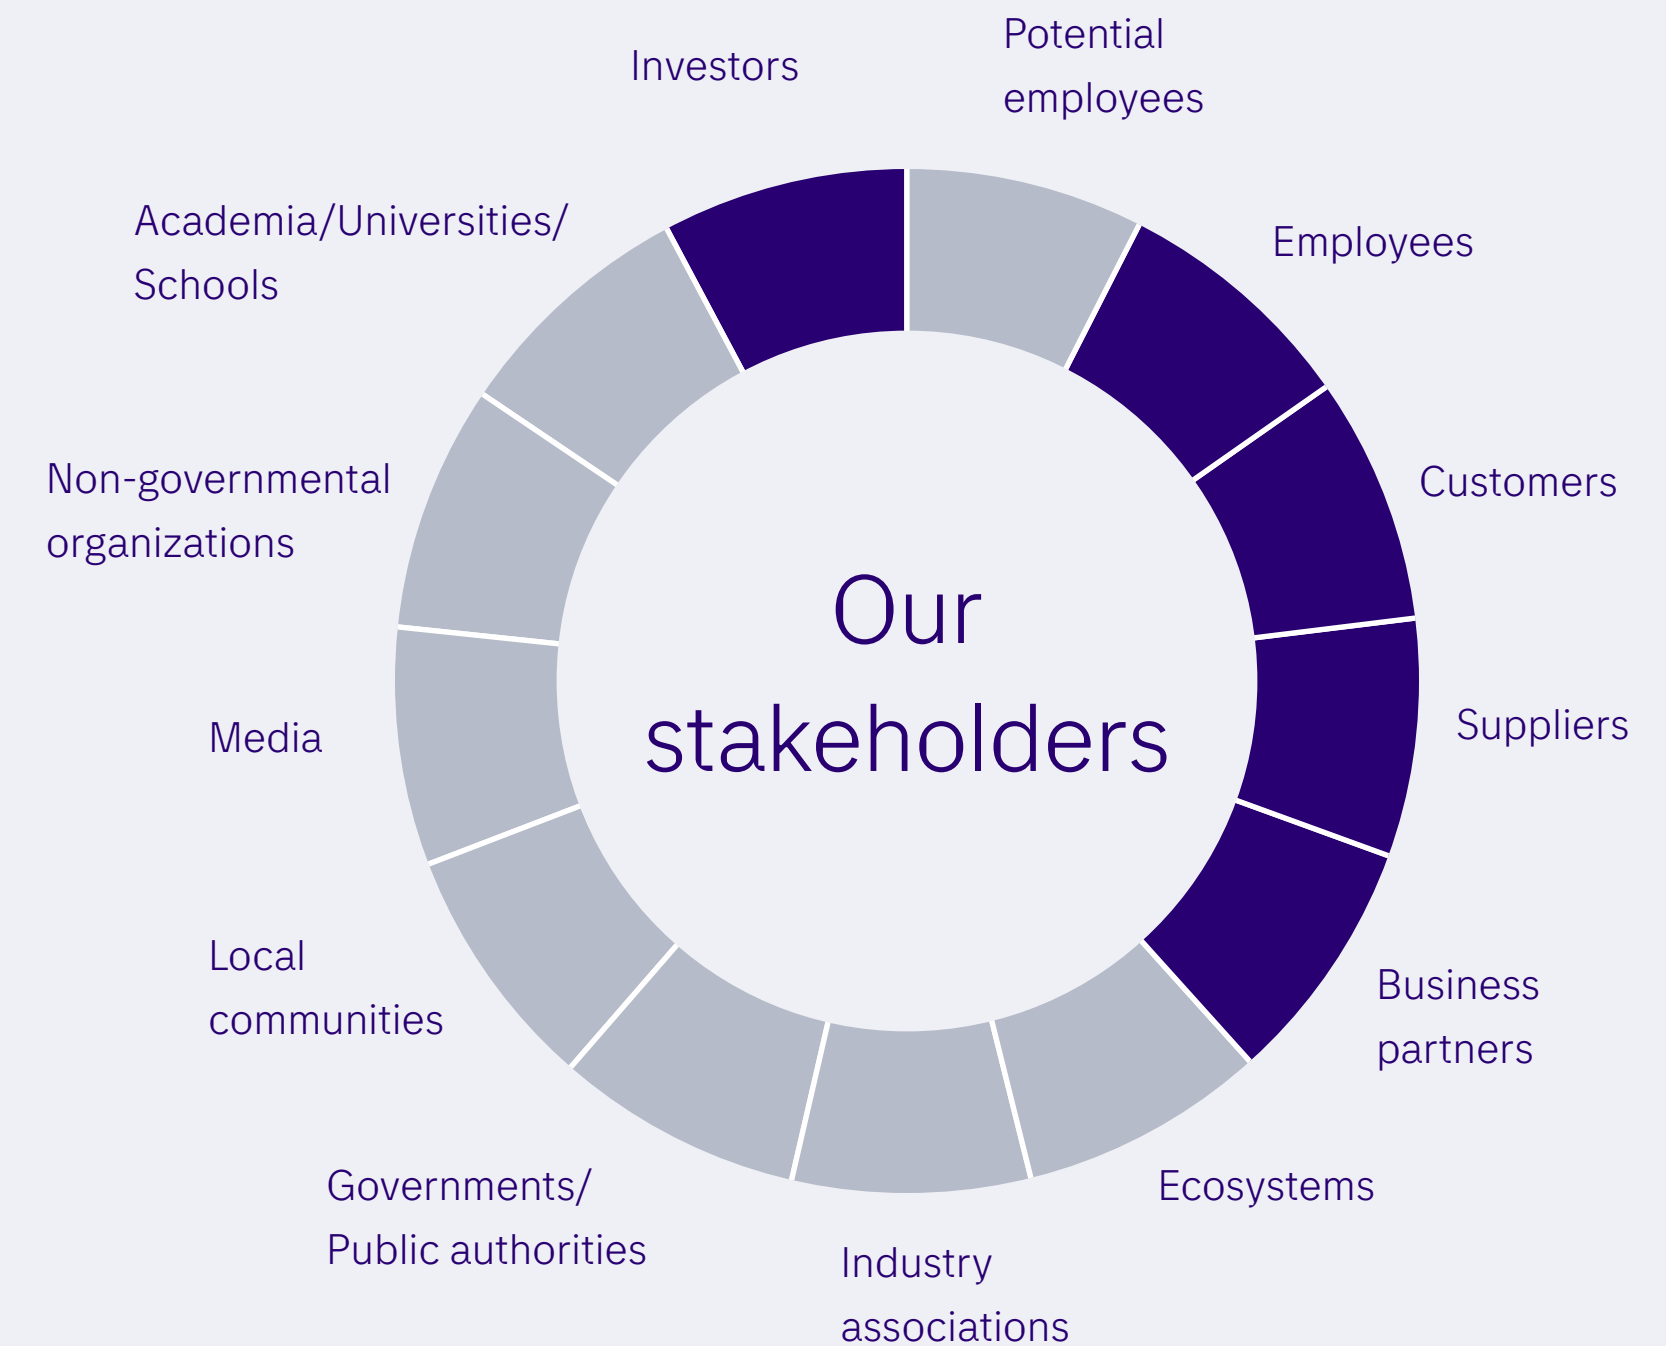 Our
stakeholders
Potential
employees
Employees
Customers
Suppliers
Business
partners
Ecosystems
Industry
associations
Governments/
Public authorities
Local
communities
Media
Non-governmental
organizations
Academia/Universities/
Schools
Investors